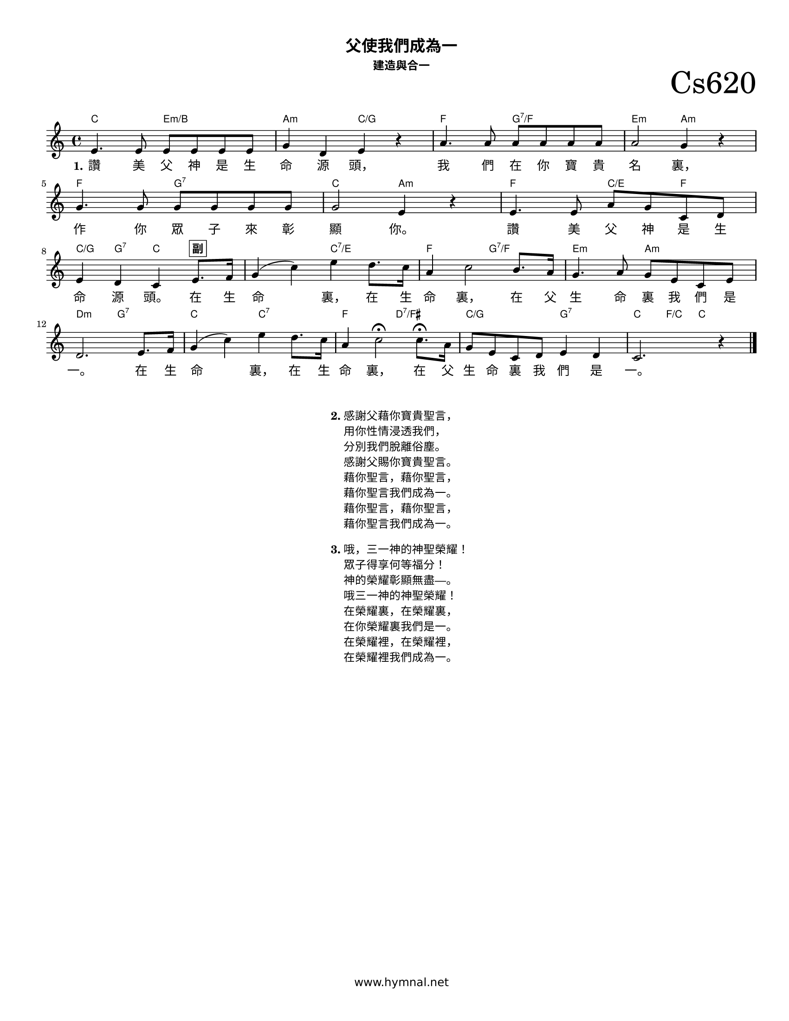 父使我們成為一
建造與合一
Cs620
C Em/B Am C/G F G7/F Em Am
1. 讚 美 父 神 是 生 命 源 頭， 我 們 在 你 寶 貴 名 裏，
5 F G7 C Am F C/E F
作 你 眾 子 來 彰 顯 你。 讚 美 父 神 是 生
8 C/G G7 C 副 C7/E F G7/F Em Am
命 源 頭。 在 生 命 裏， 在 生 命 裏， 在 父 生 命 裏 我 們 是
12 Dm G7 C C7 F D7/F♯ C/G G7 C F/C C
一。 在 生 命 裏， 在 生 命 裏， 在 父 生 命 裏 我 們 是 一。
2. 感謝父藉你寶貴聖言，
用你性情浸透我們，
分別我們脫離俗塵。
感謝父賜你寶貴聖言。
藉你聖言，藉你聖言，
藉你聖言我們成為一。
藉你聖言，藉你聖言，
藉你聖言我們成為一。
3. 哦，三一神的神聖榮耀！
眾子得享何等福分！
神的榮耀彰顯無盡—。
哦三一神的神聖榮耀！
在榮耀裏，在榮耀裏，
在你榮耀裏我們是一。
在榮耀裡，在榮耀裡，
在榮耀裡我們成為一。
www.hymnal.net